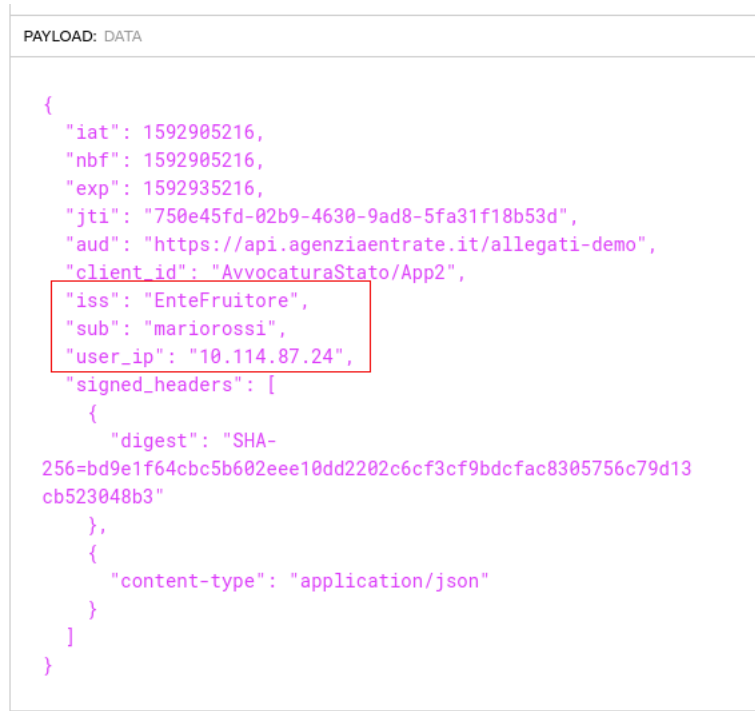 PAYLOAD: DATA
{
"iat": 1592905216,
"nbf": 1592905216,
"exp": 1592935216,
"jti": "750e45fd-02b9-4630-9ad8-5fa31f18b53d",
"aud": "https://api.agenziaentrate.it/allegati-demo",
"client_id": "AvvocaturaStato/App2",
"iss": "EnteFruitore",
"sub": "mariorossi",
"user_ip": "10.114.87.24",
"signed_headers": [
{
"digest": "SHA-
256=bd9e1f64cbc5b602eee10dd2202c6cf3cf9bdcfac8305756c79d13
cb523048b3"
},
{
"content-type": "application/json"
}
]
}